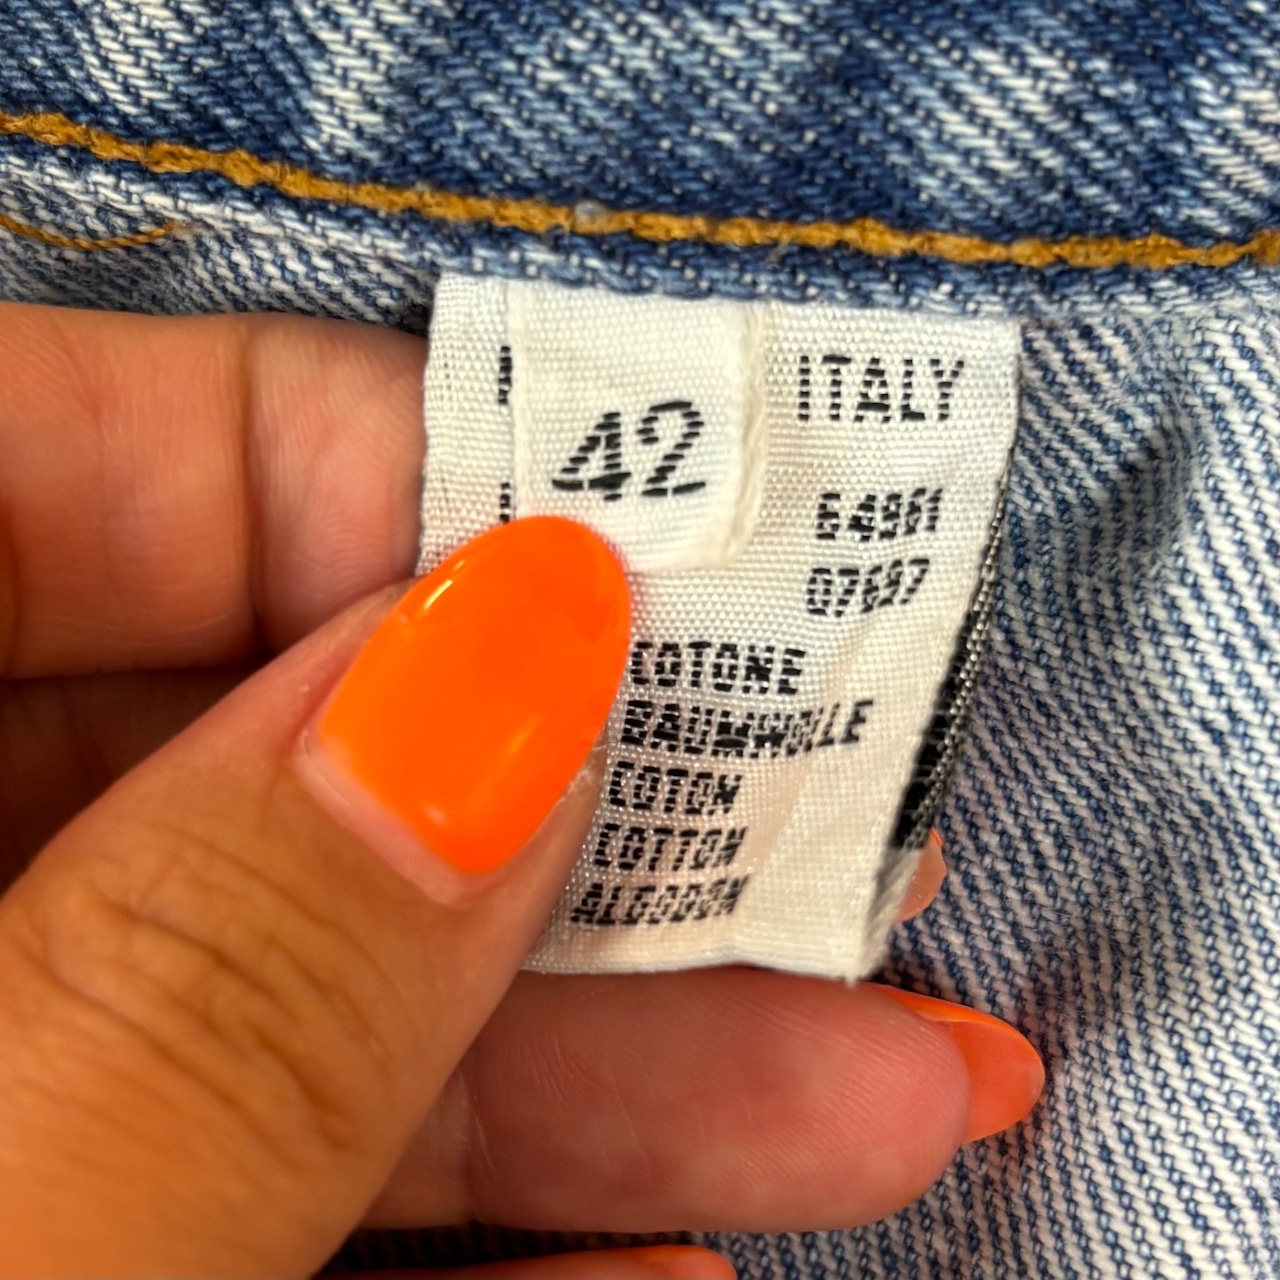 42
ITALY
64961
07697
COTONE
BAUMWOLLE
COTON
COTTON
ALGODON